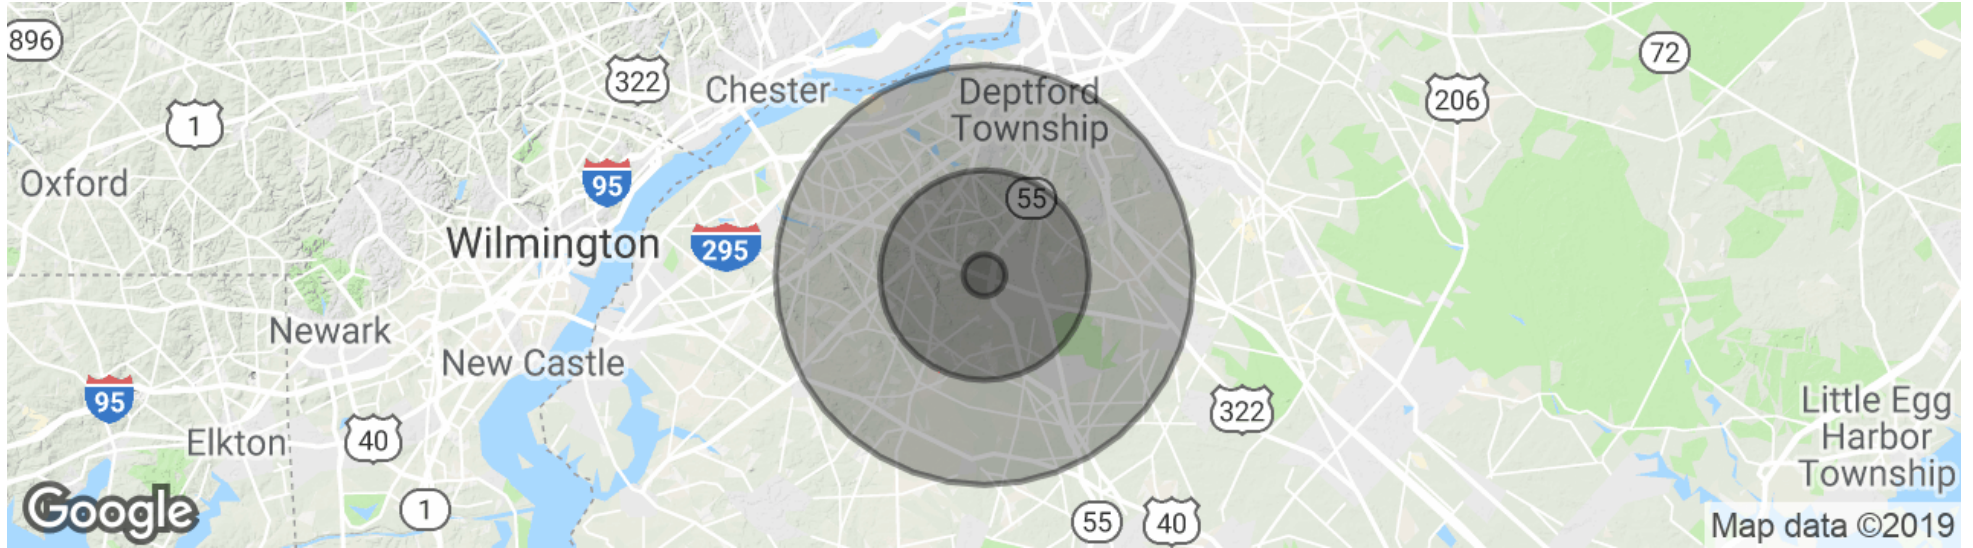 896
322
72
Chester
Deptford
Township
206
1
Oxford
95
55
Wilmington
295
Newark
New Castle
95
322
40
Elkton
Little Egg
Harbor
Township
Google
1
55
40
Map data ©2019